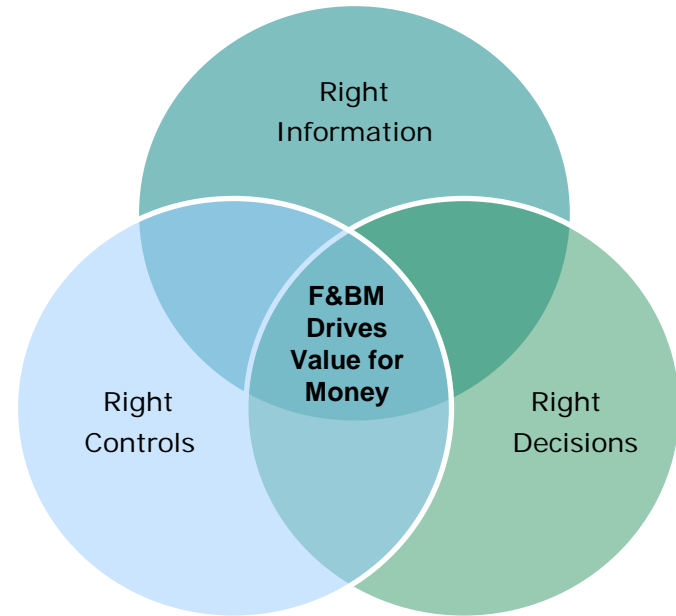 Right
Information
F&BM
Drives
Value for
Money
Right
Controls
Right
Decisions